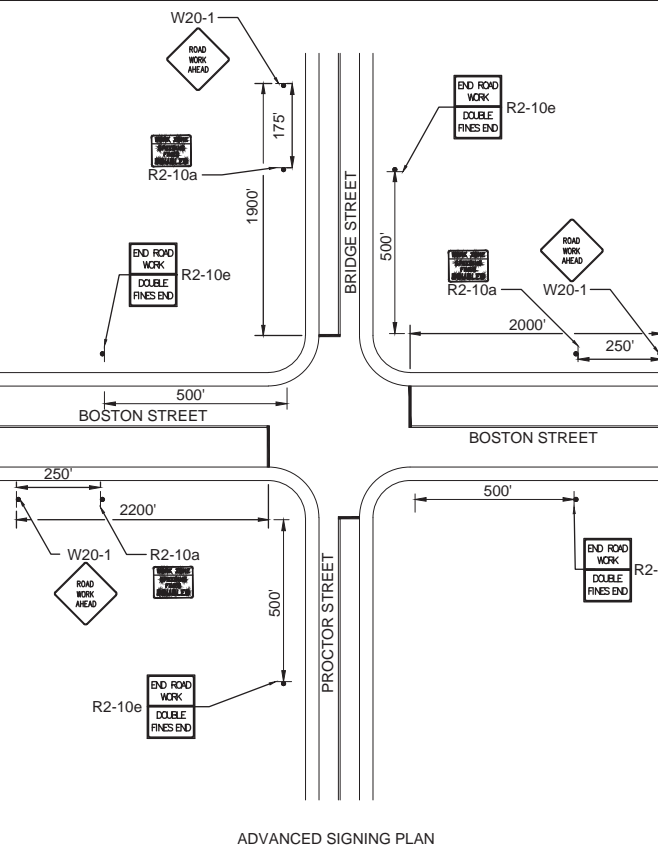 W20-1
ROAD
WORK
AHEAD
175'
R2-10a
1900'
BRIDGE STREET
END ROAD
WORK
DOUBLE
FINES END
R2-10e
500'
END ROAD
WORK
DOUBLE
FINES END
R2-10e
ROAD
WORK
AHEAD
R2-10a
W20-1
2000'
250'
500'
BOSTON STREET
BOSTON STREET
250'
2200'
W20-1
R2-10a
ROAD
WORK
AHEAD
500'
PROCTOR STREET
500'
END ROAD
WORK
DOUBLE
FINES END
R2-
END ROAD
WORK
DOUBLE
FINES END
R2-10e
ADVANCED SIGNING PLAN